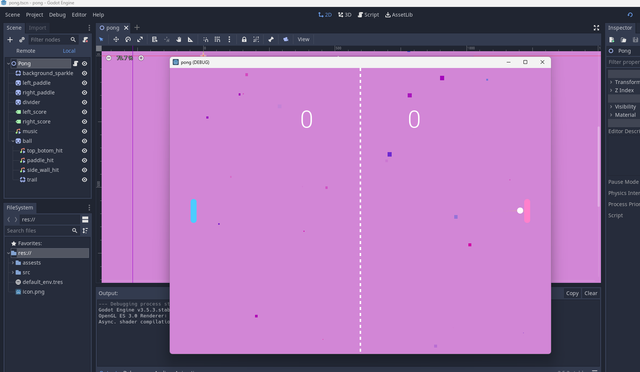 pong.tscn - pong - Godot Engine
Scene Project Debug Editor Help
2D 3D Script AssetLib
Scene Import
pong
Inspector
Filter nodes
View
Remote Local
Pong
Pong
Filter proper
background_sparkle
left_paddle
right_paddle
divider
left_score
right_score
music
ball
top_botom_hit
paddle_hit
side_wall_hit
trail
pong (DEBUG)
0 0
Transform
Z Index
Visibility
Material
Editor Descri
Pause Mode
Physics Inter
Process Prior
Script
FileSystem:
res://
Search files
Favorites:
res://
assests
src
default_env.tres
icon.png
Output:
Copy Clear
--- Debugging process st
Godot Engine v3.5.3.stab
OpenGL ES 3.0 Renderer:
Async. shader compilatio